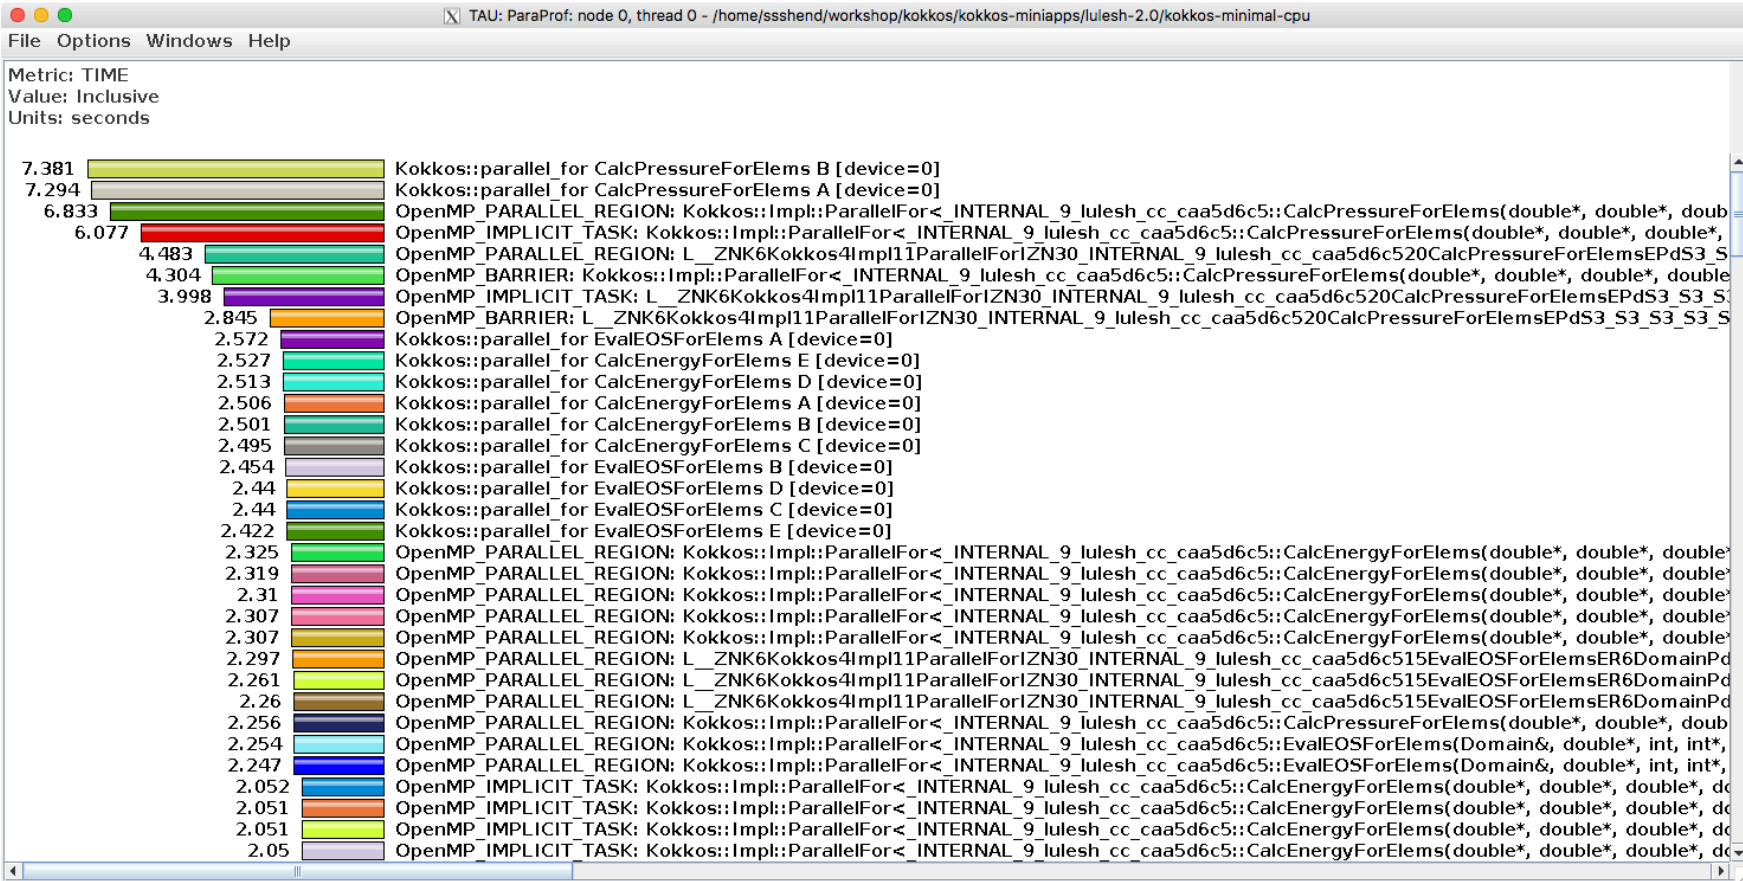 TAU: ParaProf: node 0, thread 0 - /home/ssshend/workshop/kokkos/kokkos-miniapps/lulesh-2.0/kokkos-minimal-cpu
File Options Windows Help
Metric: TIME
Value: Inclusive
Units: seconds
7.381 Kokkos::parallel_for CalcPressureForElems B [device=0]
7.294 Kokkos::parallel_for CalcPressureForElems A [device=0]
6.833 OpenMP_PARALLEL_REGION: Kokkos::Impl::ParallelFor<_INTERNAL_9_lulesh_cc_caa5d6c5::CalcPressureForElems(double*, double*, doub
6.077 OpenMP_IMPLICIT_TASK: Kokkos::Impl::ParallelFor<_INTERNAL_9_lulesh_cc_caa5d6c5::CalcPressureForElems(double*, double*, double*,
4.483 OpenMP_PARALLEL_REGION: L__ZNK6Kokkos4Impl11ParallelForIZN30_INTERNAL_9_lulesh_cc_caa5d6c520CalcPressureForElemsEPdS3_S
4.304 OpenMP_BARRIER: Kokkos::Impl::ParallelFor<_INTERNAL_9_lulesh_cc_caa5d6c5::CalcPressureForElems(double*, double*, double*, double
3.998 OpenMP_IMPLICIT_TASK: L__ZNK6Kokkos4Impl11ParallelForIZN30_INTERNAL_9_lulesh_cc_caa5d6c520CalcPressureForElemsEPdS3_S3_S
2.845 OpenMP_BARRIER: L__ZNK6Kokkos4Impl11ParallelForIZN30_INTERNAL_9_lulesh_cc_caa5d6c520CalcPressureForElemsEPdS3_S3_S3_S3_S
2.572 Kokkos::parallel_for EvalEOSForElems A [device=0]
2.527 Kokkos::parallel_for CalcEnergyForElems E [device=0]
2.513 Kokkos::parallel_for CalcEnergyForElems D [device=0]
2.506 Kokkos::parallel_for CalcEnergyForElems A [device=0]
2.501 Kokkos::parallel_for CalcEnergyForElems B [device=0]
2.495 Kokkos::parallel_for CalcEnergyForElems C [device=0]
2.454 Kokkos::parallel_for EvalEOSForElems B [device=0]
2.44 Kokkos::parallel_for EvalEOSForElems D [device=0]
2.44 Kokkos::parallel_for EvalEOSForElems C [device=0]
2.422 Kokkos::parallel_for EvalEOSForElems E [device=0]
2.325 OpenMP_PARALLEL_REGION: Kokkos::Impl::ParallelFor<_INTERNAL_9_lulesh_cc_caa5d6c5::CalcEnergyForElems(double*, double*, double*
2.319 OpenMP_PARALLEL_REGION: Kokkos::Impl::ParallelFor<_INTERNAL_9_lulesh_cc_caa5d6c5::CalcEnergyForElems(double*, double*, double*
2.31 OpenMP_PARALLEL_REGION: Kokkos::Impl::ParallelFor<_INTERNAL_9_lulesh_cc_caa5d6c5::CalcEnergyForElems(double*, double*, double*
2.307 OpenMP_PARALLEL_REGION: Kokkos::Impl::ParallelFor<_INTERNAL_9_lulesh_cc_caa5d6c5::CalcEnergyForElems(double*, double*, double*
2.307 OpenMP_PARALLEL_REGION: Kokkos::Impl::ParallelFor<_INTERNAL_9_lulesh_cc_caa5d6c5::CalcEnergyForElems(double*, double*, double*
2.297 OpenMP_PARALLEL_REGION: L__ZNK6Kokkos4Impl11ParallelForIZN30_INTERNAL_9_lulesh_cc_caa5d6c515EvalEOSForElemsER6DomainPd
2.261 OpenMP_PARALLEL_REGION: L__ZNK6Kokkos4Impl11ParallelForIZN30_INTERNAL_9_lulesh_cc_caa5d6c515EvalEOSForElemsER6DomainPd
2.26 OpenMP_PARALLEL_REGION: L__ZNK6Kokkos4Impl11ParallelForIZN30_INTERNAL_9_lulesh_cc_caa5d6c515EvalEOSForElemsER6DomainPd
2.256 OpenMP_PARALLEL_REGION: Kokkos::Impl::ParallelFor<_INTERNAL_9_lulesh_cc_caa5d6c5::CalcPressureForElems(double*, double*, doub
2.254 OpenMP_PARALLEL_REGION: Kokkos::Impl::ParallelFor<_INTERNAL_9_lulesh_cc_caa5d6c5::EvalEOSForElems(Domain&, double*, int, int*,
2.247 OpenMP_PARALLEL_REGION: Kokkos::Impl::ParallelFor<_INTERNAL_9_lulesh_cc_caa5d6c5::EvalEOSForElems(Domain&, double*, int, int*,
2.052 OpenMP_IMPLICIT_TASK: Kokkos::Impl::ParallelFor<_INTERNAL_9_lulesh_cc_caa5d6c5::CalcEnergyForElems(double*, double*, double*, do
2.051 OpenMP_IMPLICIT_TASK: Kokkos::Impl::ParallelFor<_INTERNAL_9_lulesh_cc_caa5d6c5::CalcEnergyForElems(double*, double*, double*, do
2.051 OpenMP_IMPLICIT_TASK: Kokkos::Impl::ParallelFor<_INTERNAL_9_lulesh_cc_caa5d6c5::CalcEnergyForElems(double*, double*, double*, do
2.05 OpenMP_IMPLICIT_TASK: Kokkos::Impl::ParallelFor<_INTERNAL_9_lulesh_cc_caa5d6c5::CalcEnergyForElems(double*, double*, double*, do